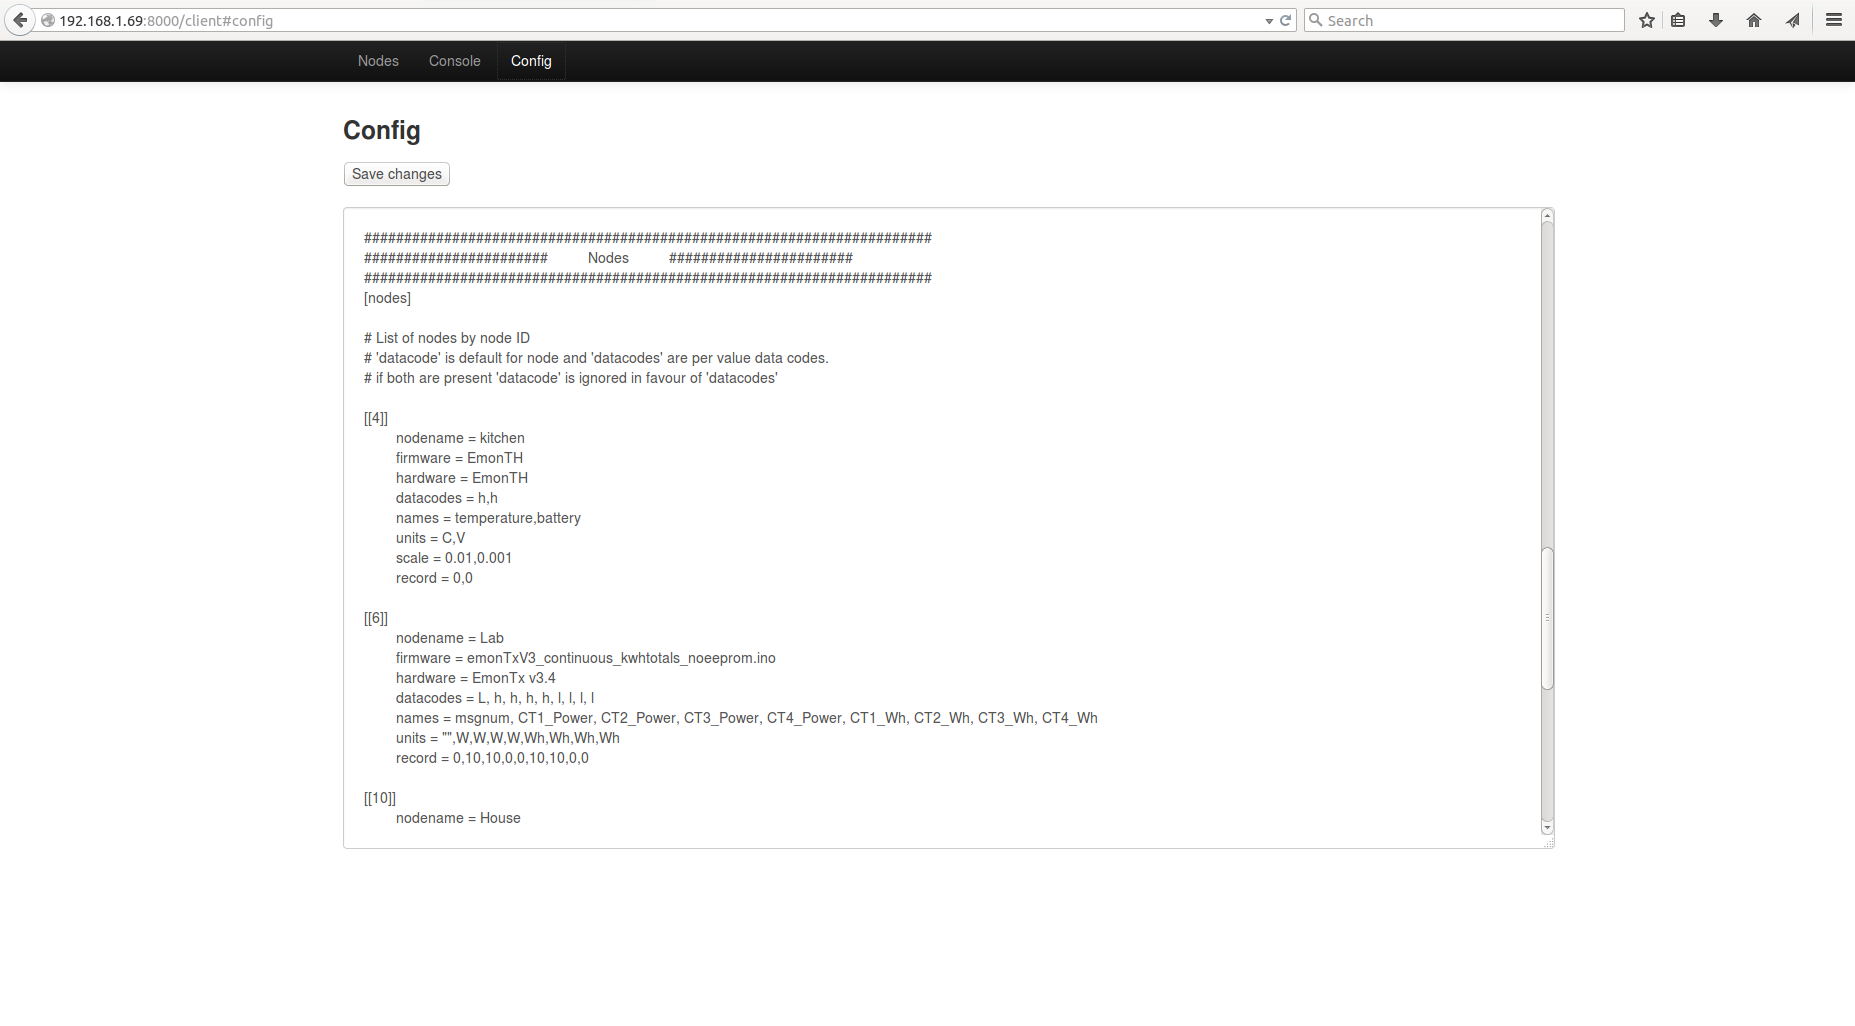 192.168.1.69:8000/client#config
Search
Nodes Console Config
Config
Save changes
#######################################################################
####################### Nodes #######################
#######################################################################
[nodes]
# List of nodes by node ID
# 'datacode' is default for node and 'datacodes' are per value data codes.
# if both are present 'datacode' is ignored in favour of 'datacodes'
[[4]]
nodename = kitchen
firmware = EmonTH
hardware = EmonTH
datacodes = h,h
names = temperature,battery
units = C,V
scale = 0.01,0.001
record = 0,0
[[6]]
nodename = Lab
firmware = emonTxV3_continuous_kwhtotals_noeeprom.ino
hardware = EmonTx v3.4
datacodes = L, h, h, h, h, l, l, l, l
names = msgnum, CT1_Power, CT2_Power, CT3_Power, CT4_Power, CT1_Wh, CT2_Wh, CT3_Wh, CT4_Wh
units = "",W,W,W,W,Wh,Wh,Wh,Wh
record = 0,10,10,0,0,10,10,0,0
[[10]]
nodename = House